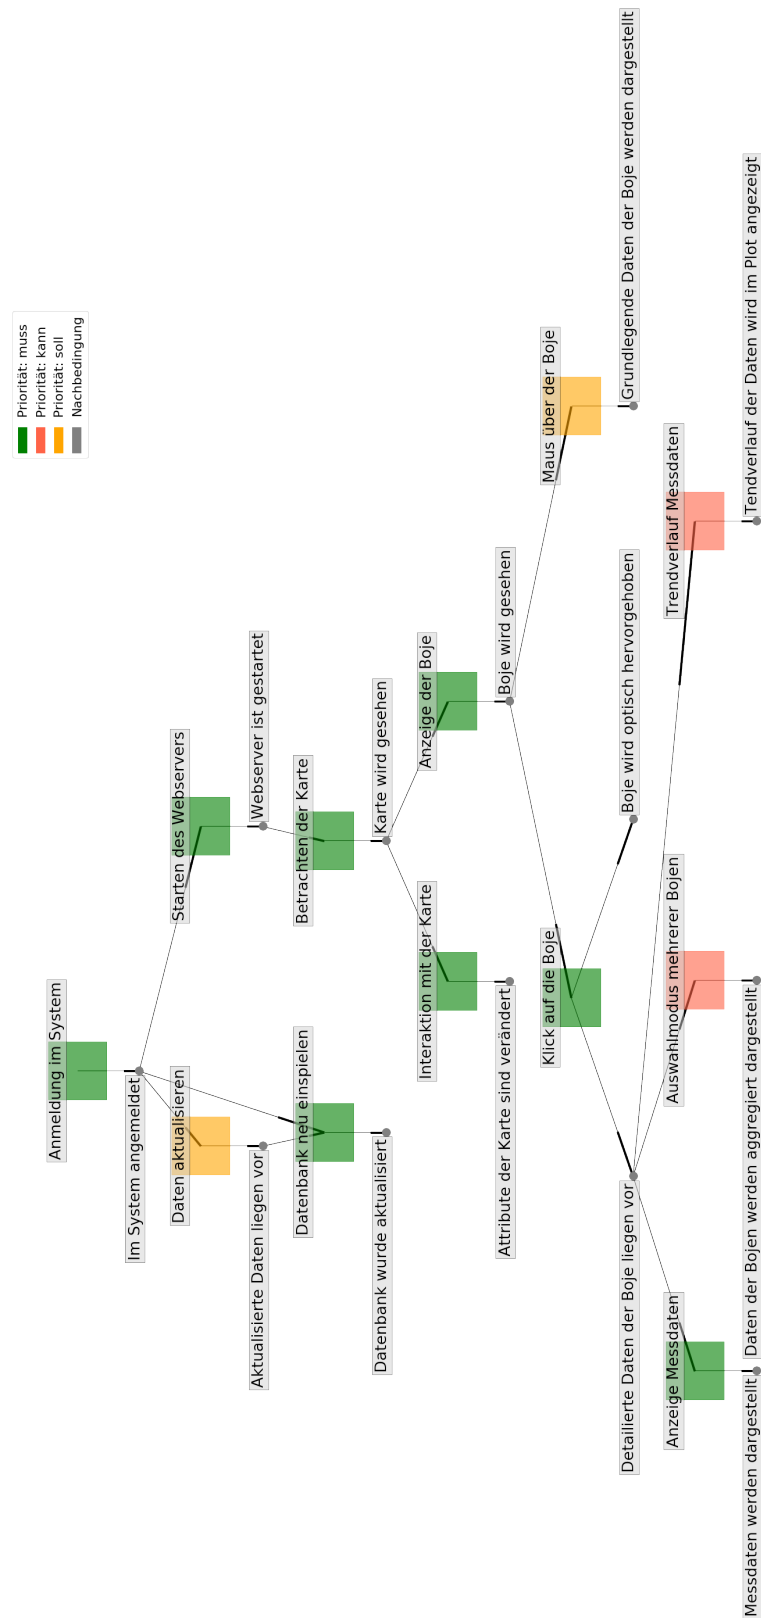 Priorität: muss
Priorität: kann
Priorität: soll
Nachbedingung
Anmeldung im System
Im System angemeldet
Starten des Webservers
Daten aktualisieren
Webserver ist gestartet
Aktualisierte Daten liegen vor
Betrachten der Karte
Datenbank neu einspielen
Karte wird gesehen
Datenbank wurde aktualisiert
Anzeige der Boje
Interaktion mit der Karte
Boje wird gesehen
Attribute der Karte sind verändert
Maus über der Boje
Klick auf die Boje
Grundlegende Daten der Boje werden dargestellt
Boje wird optisch hervorgehoben
Detailierte Daten der Boje liegen vor
Trendverlauf Messdaten
Auswahlmodus mehrerer Bojen
Anzeige Messdaten
Tendverlauf der Daten wird im Plot angezeigt
Daten der Bojen werden aggregiert dargestellt
Messdaten werden dargestellt